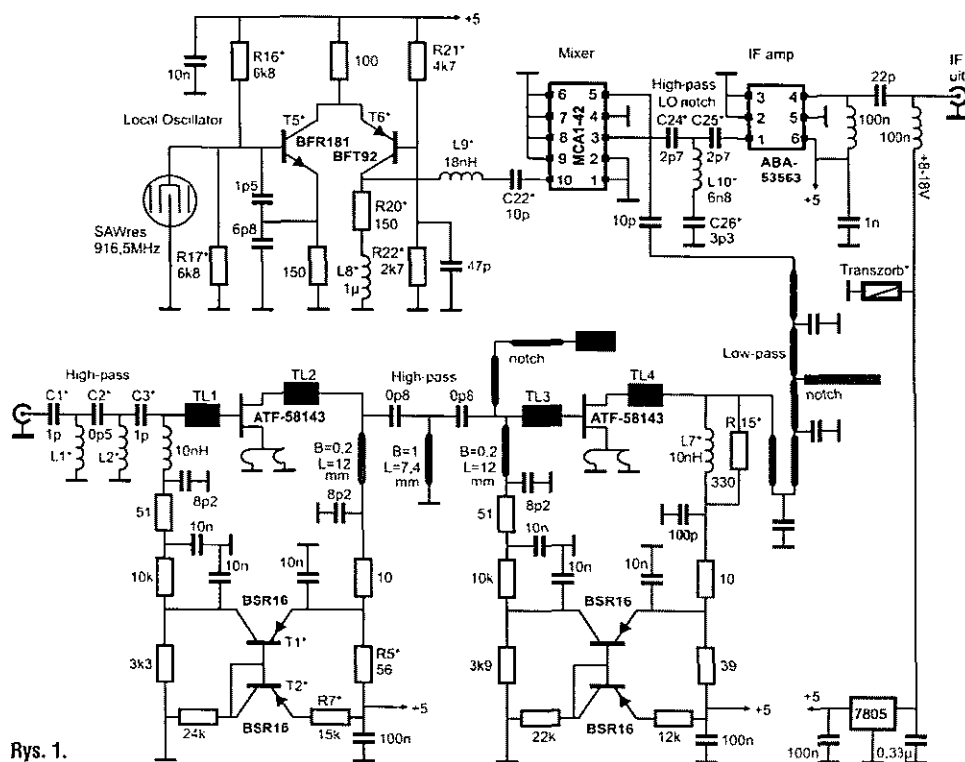 +5
10n
R16*
6k8
100
R21*
4k7
Local Oscillator
T5*
BFR181
T6*
BFT92
SAWres
916,5MHz
1p5
6p8
R17*
6k8
150
R20*
150
L8*
1µ
R22*
2k7
47p
L9*
18nH
C22*
10p
Mixer
MCA1-42
6
7
8
9
10
5
4
3
2
1
10p
High-pass
LO notch
C24*
2p7
C25*
2p7
L10*
6n8
C26*
3p3
IF amp
3
2
1
4
5
6
ABA-
53563
+5
22p
100n
100n
1n
IF
+8-18V
Transzorb*
Low-pass
notch
High-pass
C1*
1p
C2*
0p5
C3*
1p
L1*
L2*
10nH
TL1
TL2
ATF-58143
8p2
51
10n
10n
10k
3k3
24k
BSR16
T1*
T2*
BSR16
R7*
15k
10n
B=0.2
L=12
mm
8p2
10
R5*
56
+5
100n
High-pass
0p8
0p8
B=1
L=7,4
mm
notch
B=0.2
L=12
mm
TL3
TL4
ATF-58143
8p2
51
10n
10n
10k
3k9
22k
BSR16
BSR16
12k
10n
L7*
10nH
R15*
330
100p
10
39
+5
100n
+5
7805
100n
0,33µ
Rys. 1.